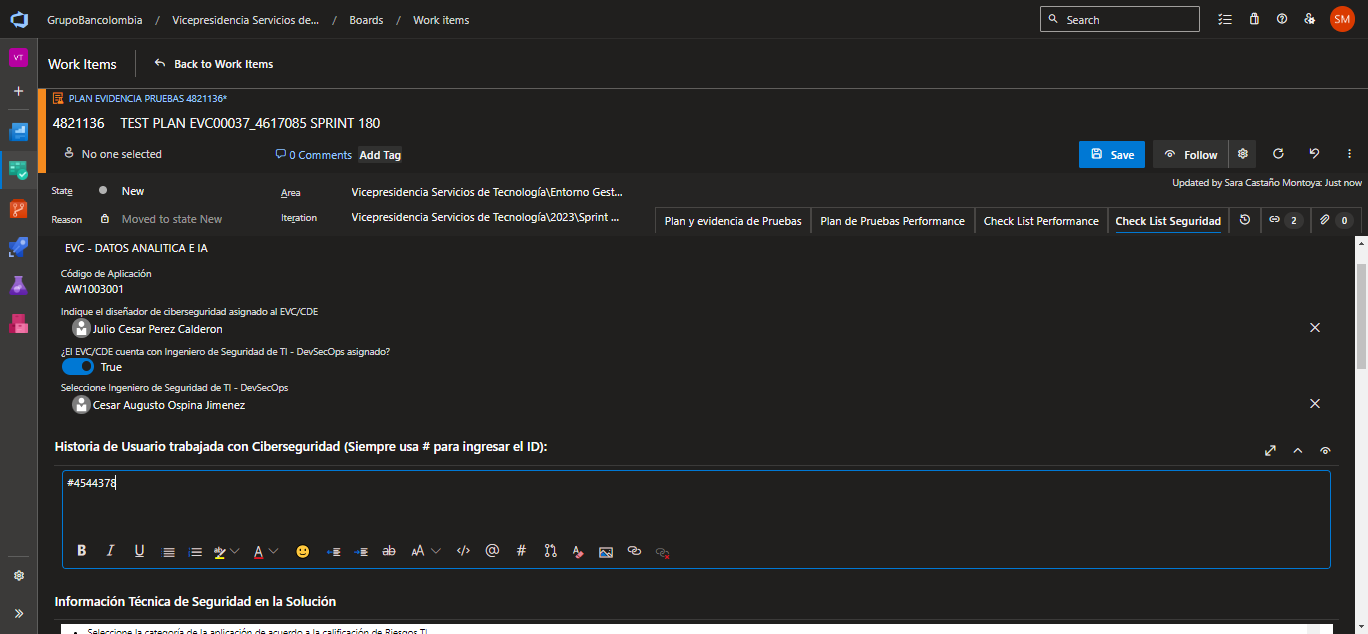 GrupoBancolombia / Vicepresidencia Servicios de... / Boards / Work items
Search
SM
VT
Work Items
Back to Work Items
PLAN EVIDENCIA PRUEBAS 4821136*
4821136 TEST PLAN EVC00037_4617085 SPRINT 180
No one selected
0 Comments
Add Tag
Save
Follow
Updated by Sara Castaño Montoya: Just now
State New
Area Vicepresidencia Servicios de Tecnología\Entorno Gest...
Reason Moved to state New
Iteration Vicepresidencia Servicios de Tecnología\2023\Sprint ...
Plan y evidencia de Pruebas
Plan de Pruebas Performance
Check List Performance
Check List Seguridad
2
0
EVC - DATOS ANALITICA E IA
Código de Aplicación
AW1003001
Indique el diseñador de ciberseguridad asignado al EVC/CDE
Julio Cesar Perez Calderon
¿El EVC/CDE cuenta con Ingeniero de Seguridad de TI - DevSecOps asignado?
True
Seleccione Ingeniero de Seguridad de TI - DevSecOps
Cesar Augusto Ospina Jimenez
Historia de Usuario trabajada con Ciberseguridad (Siempre usa # para ingresar el ID):
#4544378
B I U ab A ab AA </> @ #
Información Técnica de Seguridad en la Solución
Seleccione la categoría de la aplicación de acuerdo a la calificación de Riesgos TI